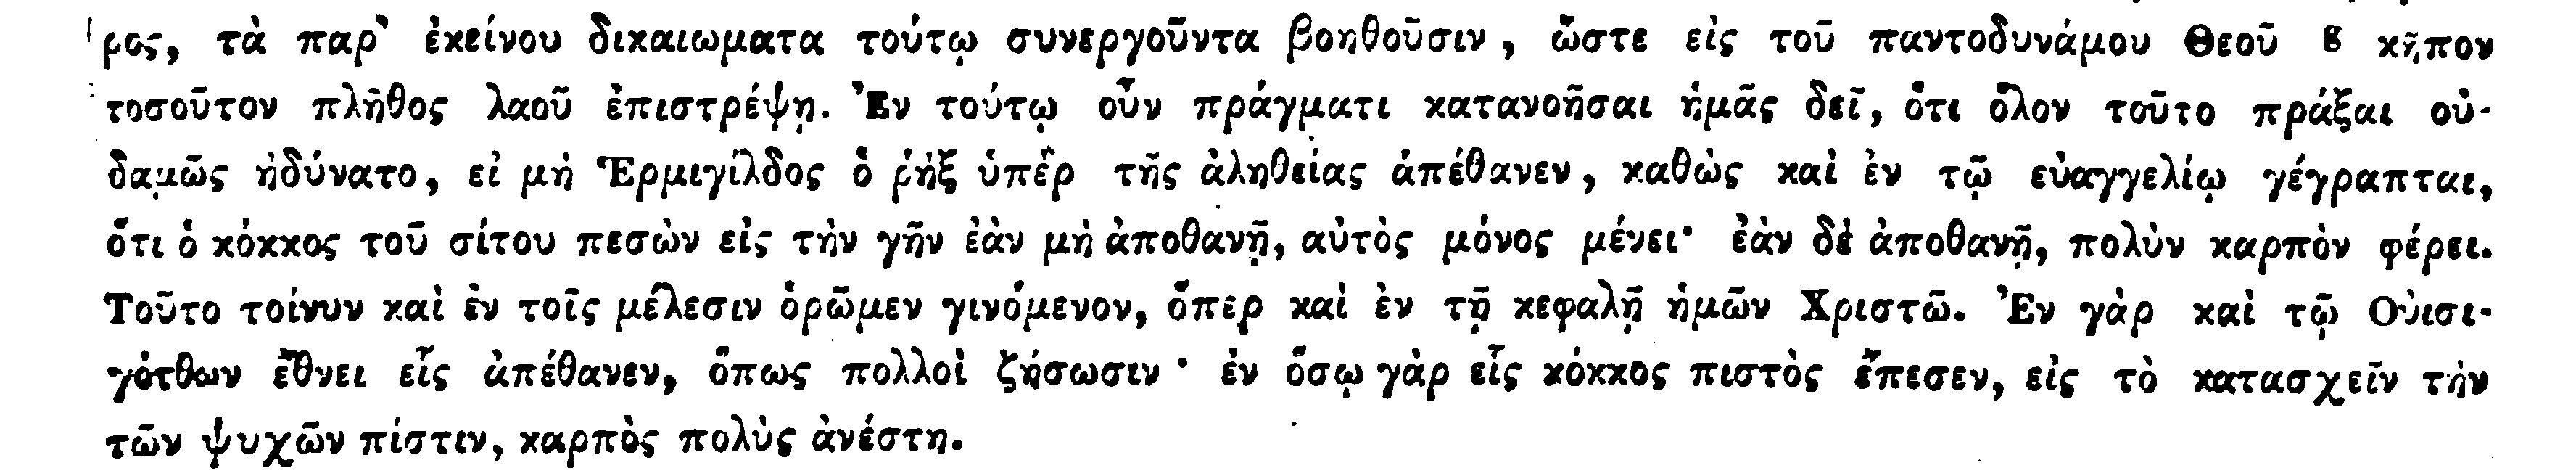 ρος, τὰ παρ' ἐκείνου δικαιωματα τούτῳ συνεργοῦντα βοηθοῦσιν, ὥστε εἰς τοῦ παντοδυνάμου Θεοῦ g κῆπον
τοσοῦτον πλῆθος λαοῦ ἐπιστρέψῃ. Ἐν τούτῳ οὖν πράγματι κατανοῆσαι ἡμᾶς δεῖ, ὅτι ὅλον τοῦτο πράξαι οὐ-
δαμῶς ἠδύνατο, εἰ μὴ Ἑρμιγίλδος ὁ ῥὴξ ὑπὲρ τῆς ἀληθείας ἀπέθανεν, καθὼς καὶ ἐν τῷ εὐαγγελίῳ γέγραπται,
ὅτι ὁ κόκκος τοῦ σίτου πεσὼν εἰς τὴν γῆν ἐὰν μὴ ἀποθανῇ, αὐτὸς μόνος μένει· ἐὰν δὲ ἀποθανῇ, πολὺν καρπὸν φέρει.
Τοῦτο τοίνυν καὶ ἐν τοῖς μέλεσιν ὁρῶμεν γινόμενον, ὅπερ καὶ ἐν τῇ κεφαλῇ ἡμῶν Χριστῶ. Ἐν γὰρ καὶ τῷ Οὐισι-
γότθων ἔθνει εἷς ἀπέθανεν, ὅπως πολλοὶ ζήσωσιν· ἐν ὅσῳ γὰρ εἷς κόκκος πιστὸς ἔπεσεν, εἰς τὸ κατασχεῖν τὴν
τῶν ψυχῶν πίστιν, καρπὸς πολὺς ἀνέστη.